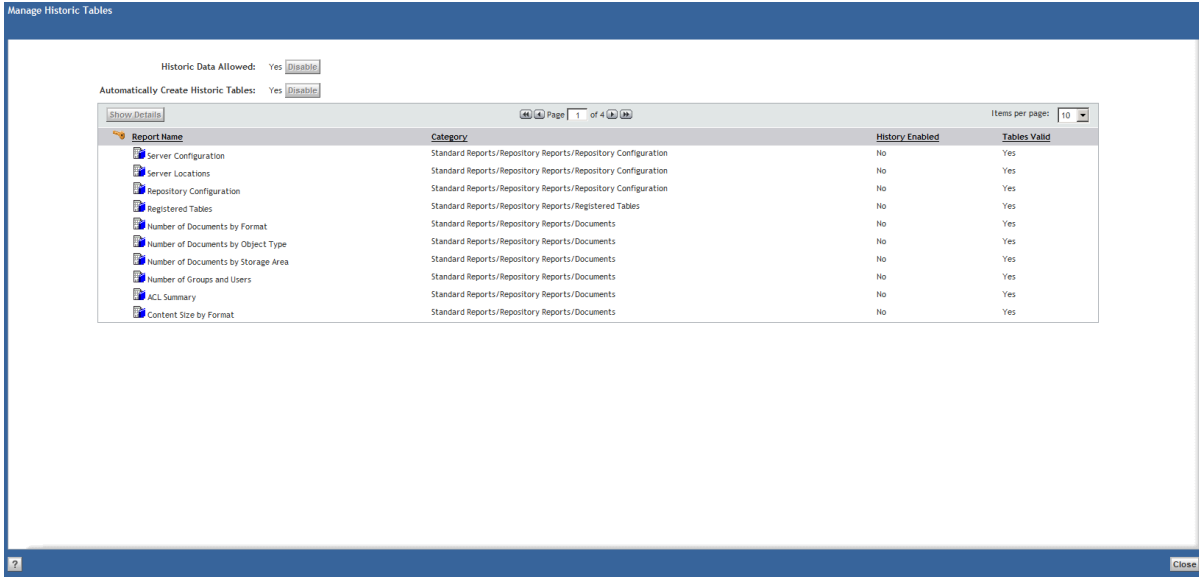 Manage Historic Tables
Historic Data Allowed: Yes Disable
Automatically Create Historic Tables: Yes Disable
Show Details Page 1 of 4 Items per page: 10
Report Name Category History Enabled Tables Valid
Server Configuration Standard Reports/Repository Reports/Repository Configuration No Yes
Server Locations Standard Reports/Repository Reports/Repository Configuration No Yes
Repository Configuration Standard Reports/Repository Reports/Repository Configuration No Yes
Registered Tables Standard Reports/Repository Reports/Registered Tables No Yes
Number of Documents by Format Standard Reports/Repository Reports/Documents No Yes
Number of Documents by Object Type Standard Reports/Repository Reports/Documents No Yes
Number of Documents by Storage Area Standard Reports/Repository Reports/Documents No Yes
Number of Groups and Users Standard Reports/Repository Reports/Documents No Yes
ACL Summary Standard Reports/Repository Reports/Documents No Yes
Content Size by Format Standard Reports/Repository Reports/Documents No Yes
? Close